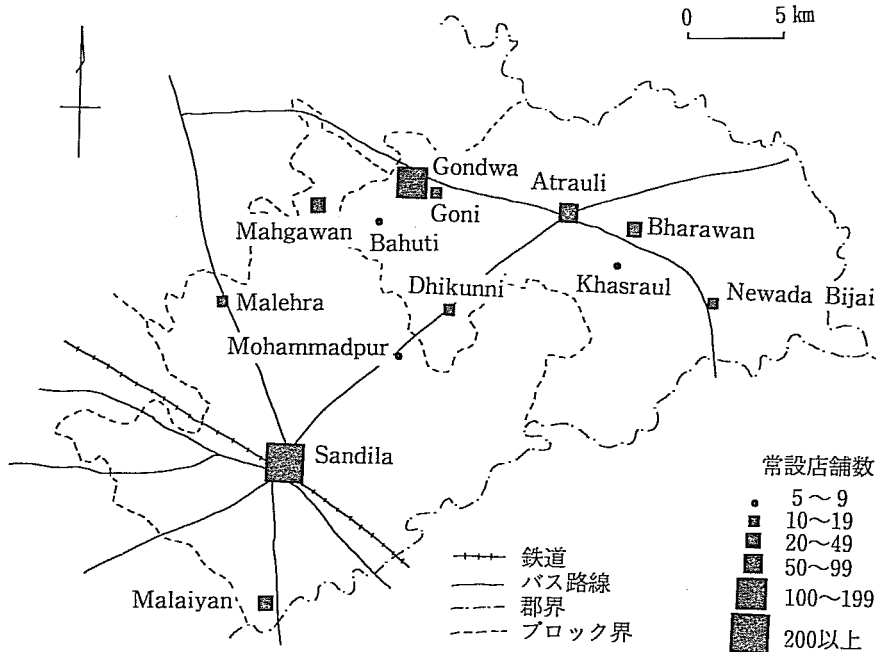 0 5 km
Gondwa
Atrauli
Goni
Mahgawan
Bahuti
Bharawan
Khasraul
Dhikunni
Malehra
Newada Bijai
Mohammadpur
Sandila
Malaiyan
鉄道
バス路線
郡界
ブロック界
常設店舗数
5～9
10～19
20～49
50～99
100～199
200以上